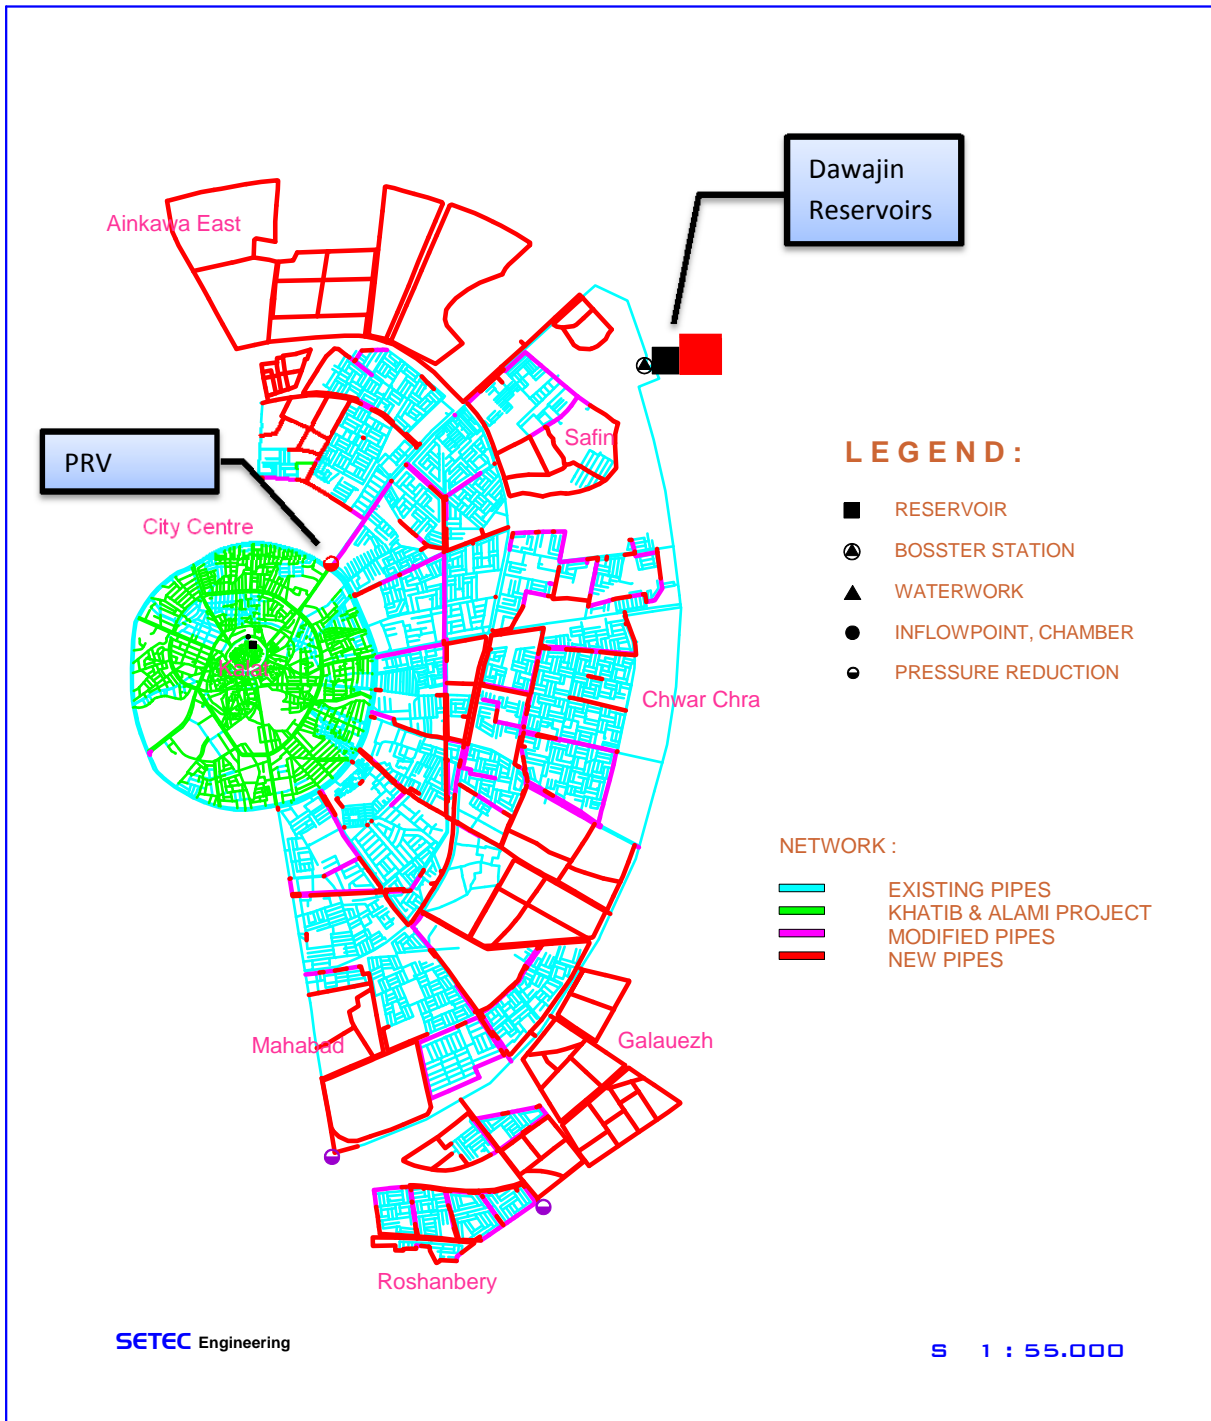 Dawajin
Reservoirs
Ainkawa East
Safin
PRV
City Centre
Kalat
Chwar Chra
Mahabad
Galauezh
Roshanbery
LEGEND:
RESERVOIR
BOSSTER STATION
WATERWORK
INFLOWPOINT, CHAMBER
PRESSURE REDUCTION
NETWORK :
EXISTING PIPES
KHATIB & ALAMI PROJECT
MODIFIED PIPES
NEW PIPES
SETEC Engineering
S 1 : 55.000